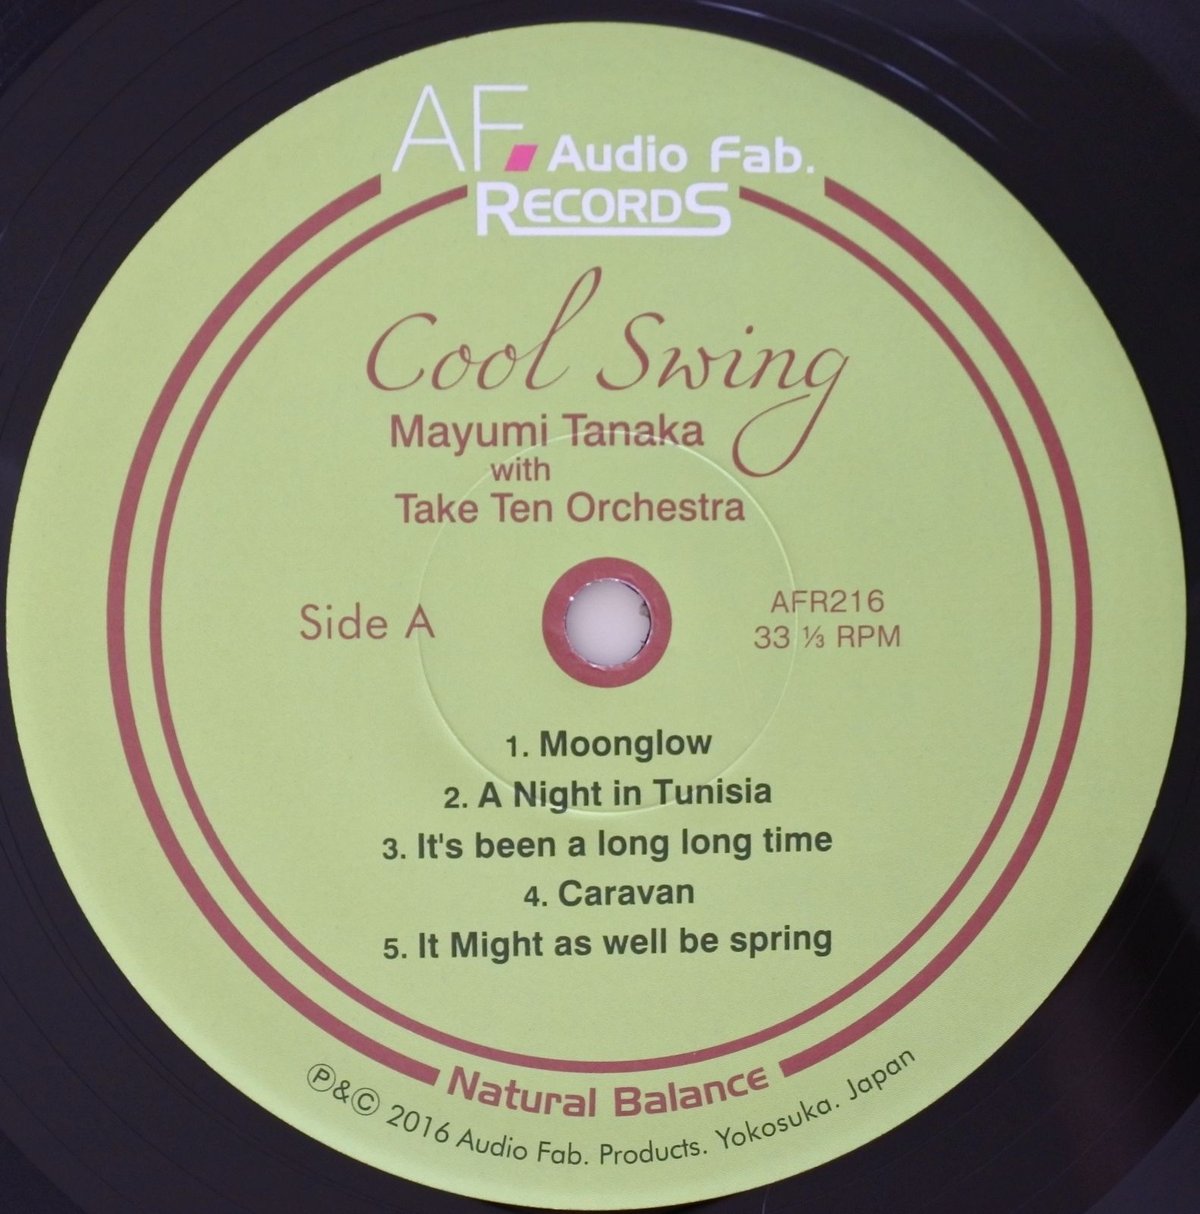 AF. Audio Fab.
RECORDS
Cool Swing
Mayumi Tanaka
with
Take Ten Orchestra
Side A
AFR216
33 ⅓ RPM
1. Moonglow
2. A Night in Tunisia
3. It's been a long long time
4. Caravan
5. It Might as well be spring
Natural Balance
Ⓟ&Ⓒ 2016 Audio Fab. Products. Yokosuka. Japan